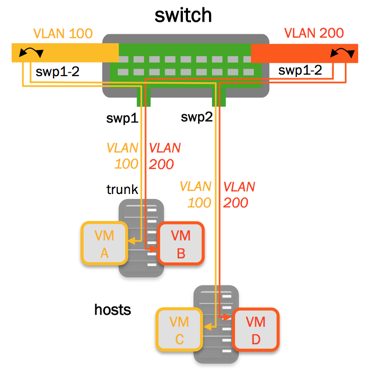 switch
VLAN 100
VLAN 200
swp1-2
swp1-2
swp1
swp2
VLAN
100
VLAN
200
VLAN
100
VLAN
200
trunk
VM
A
VM
B
hosts
VM
C
VM
D